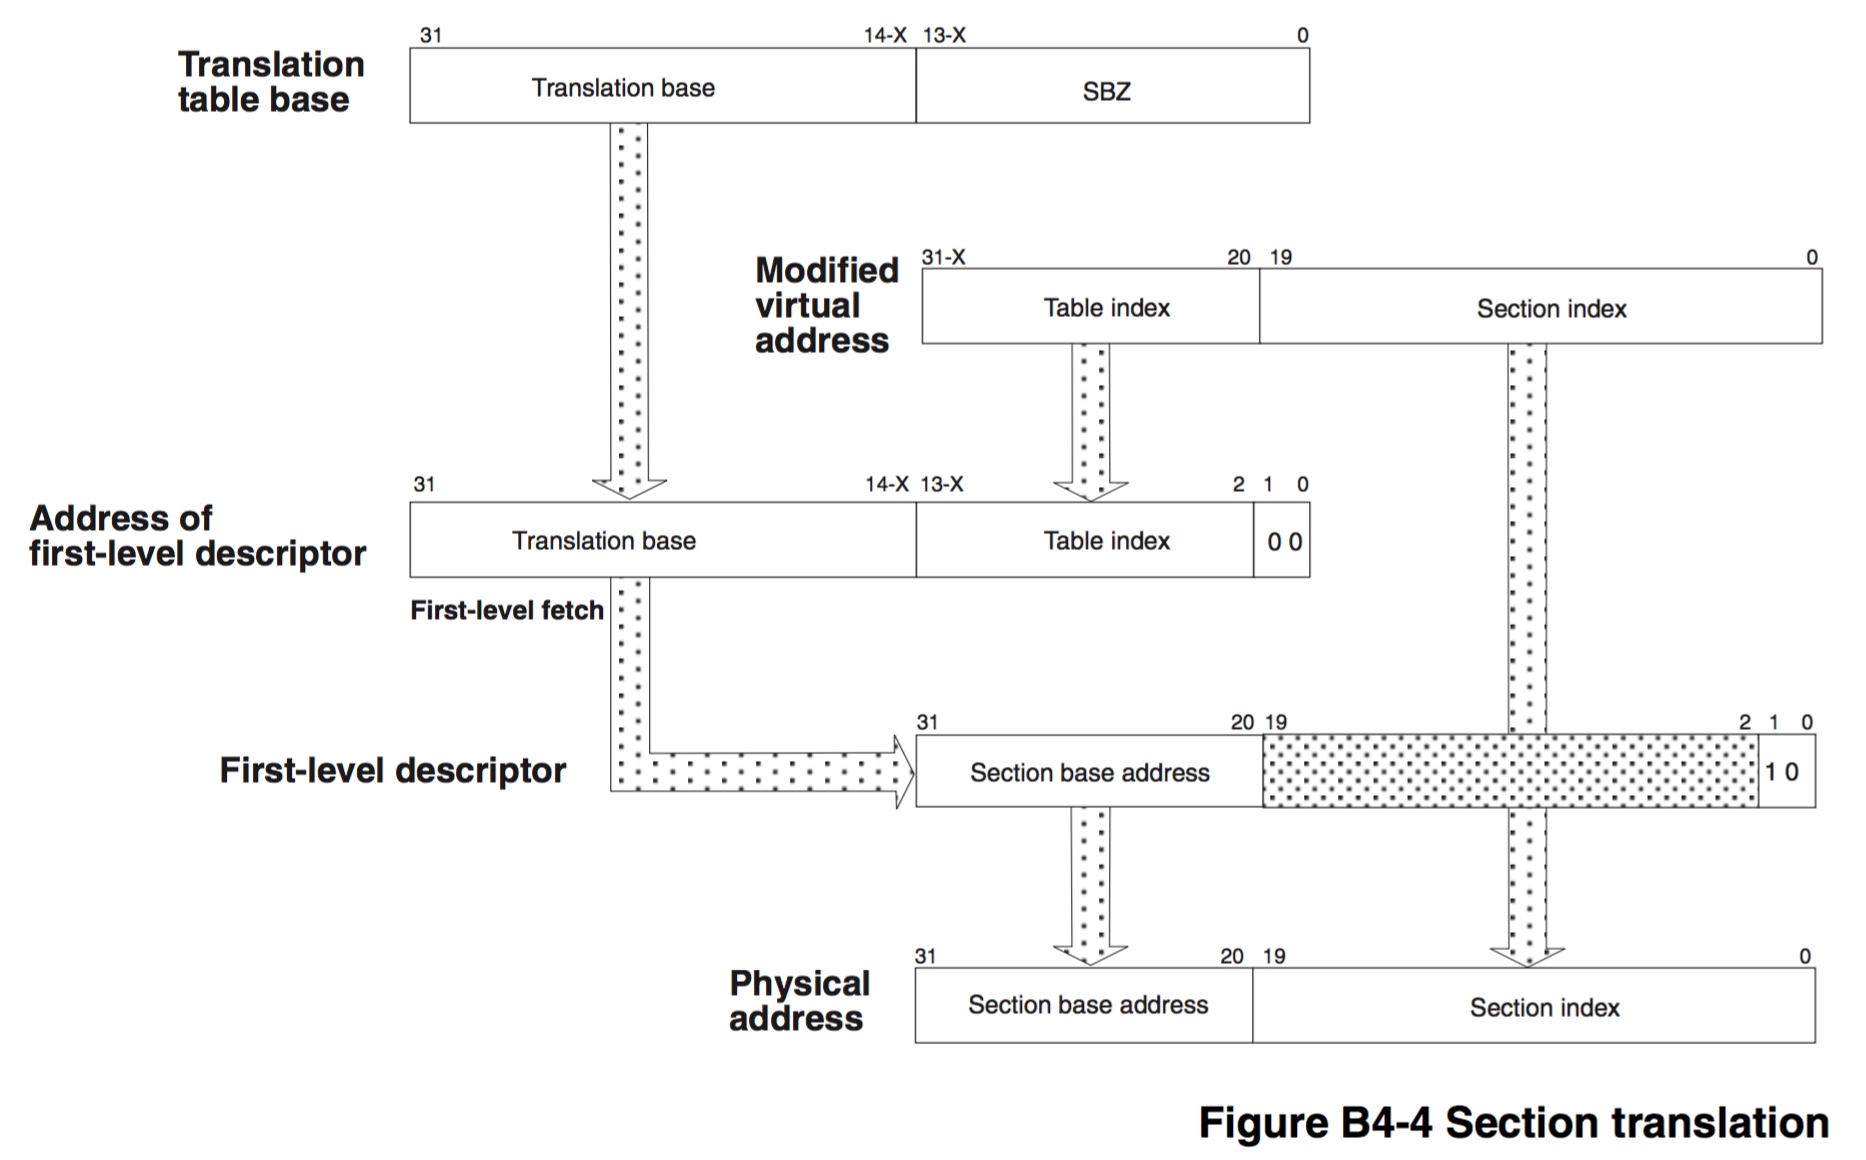 31 14-X 13-X 0
Translation
table base
Translation base SBZ
31-X 20 19 0
Modified
virtual
address
Table index Section index
31 14-X 13-X 2 1 0
Address of
first-level descriptor
Translation base Table index 0 0
First-level fetch
31 20 19 2 1 0
First-level descriptor
Section base address 1 0
31 20 19 0
Physical
address
Section base address Section index
Figure B4-4 Section translation